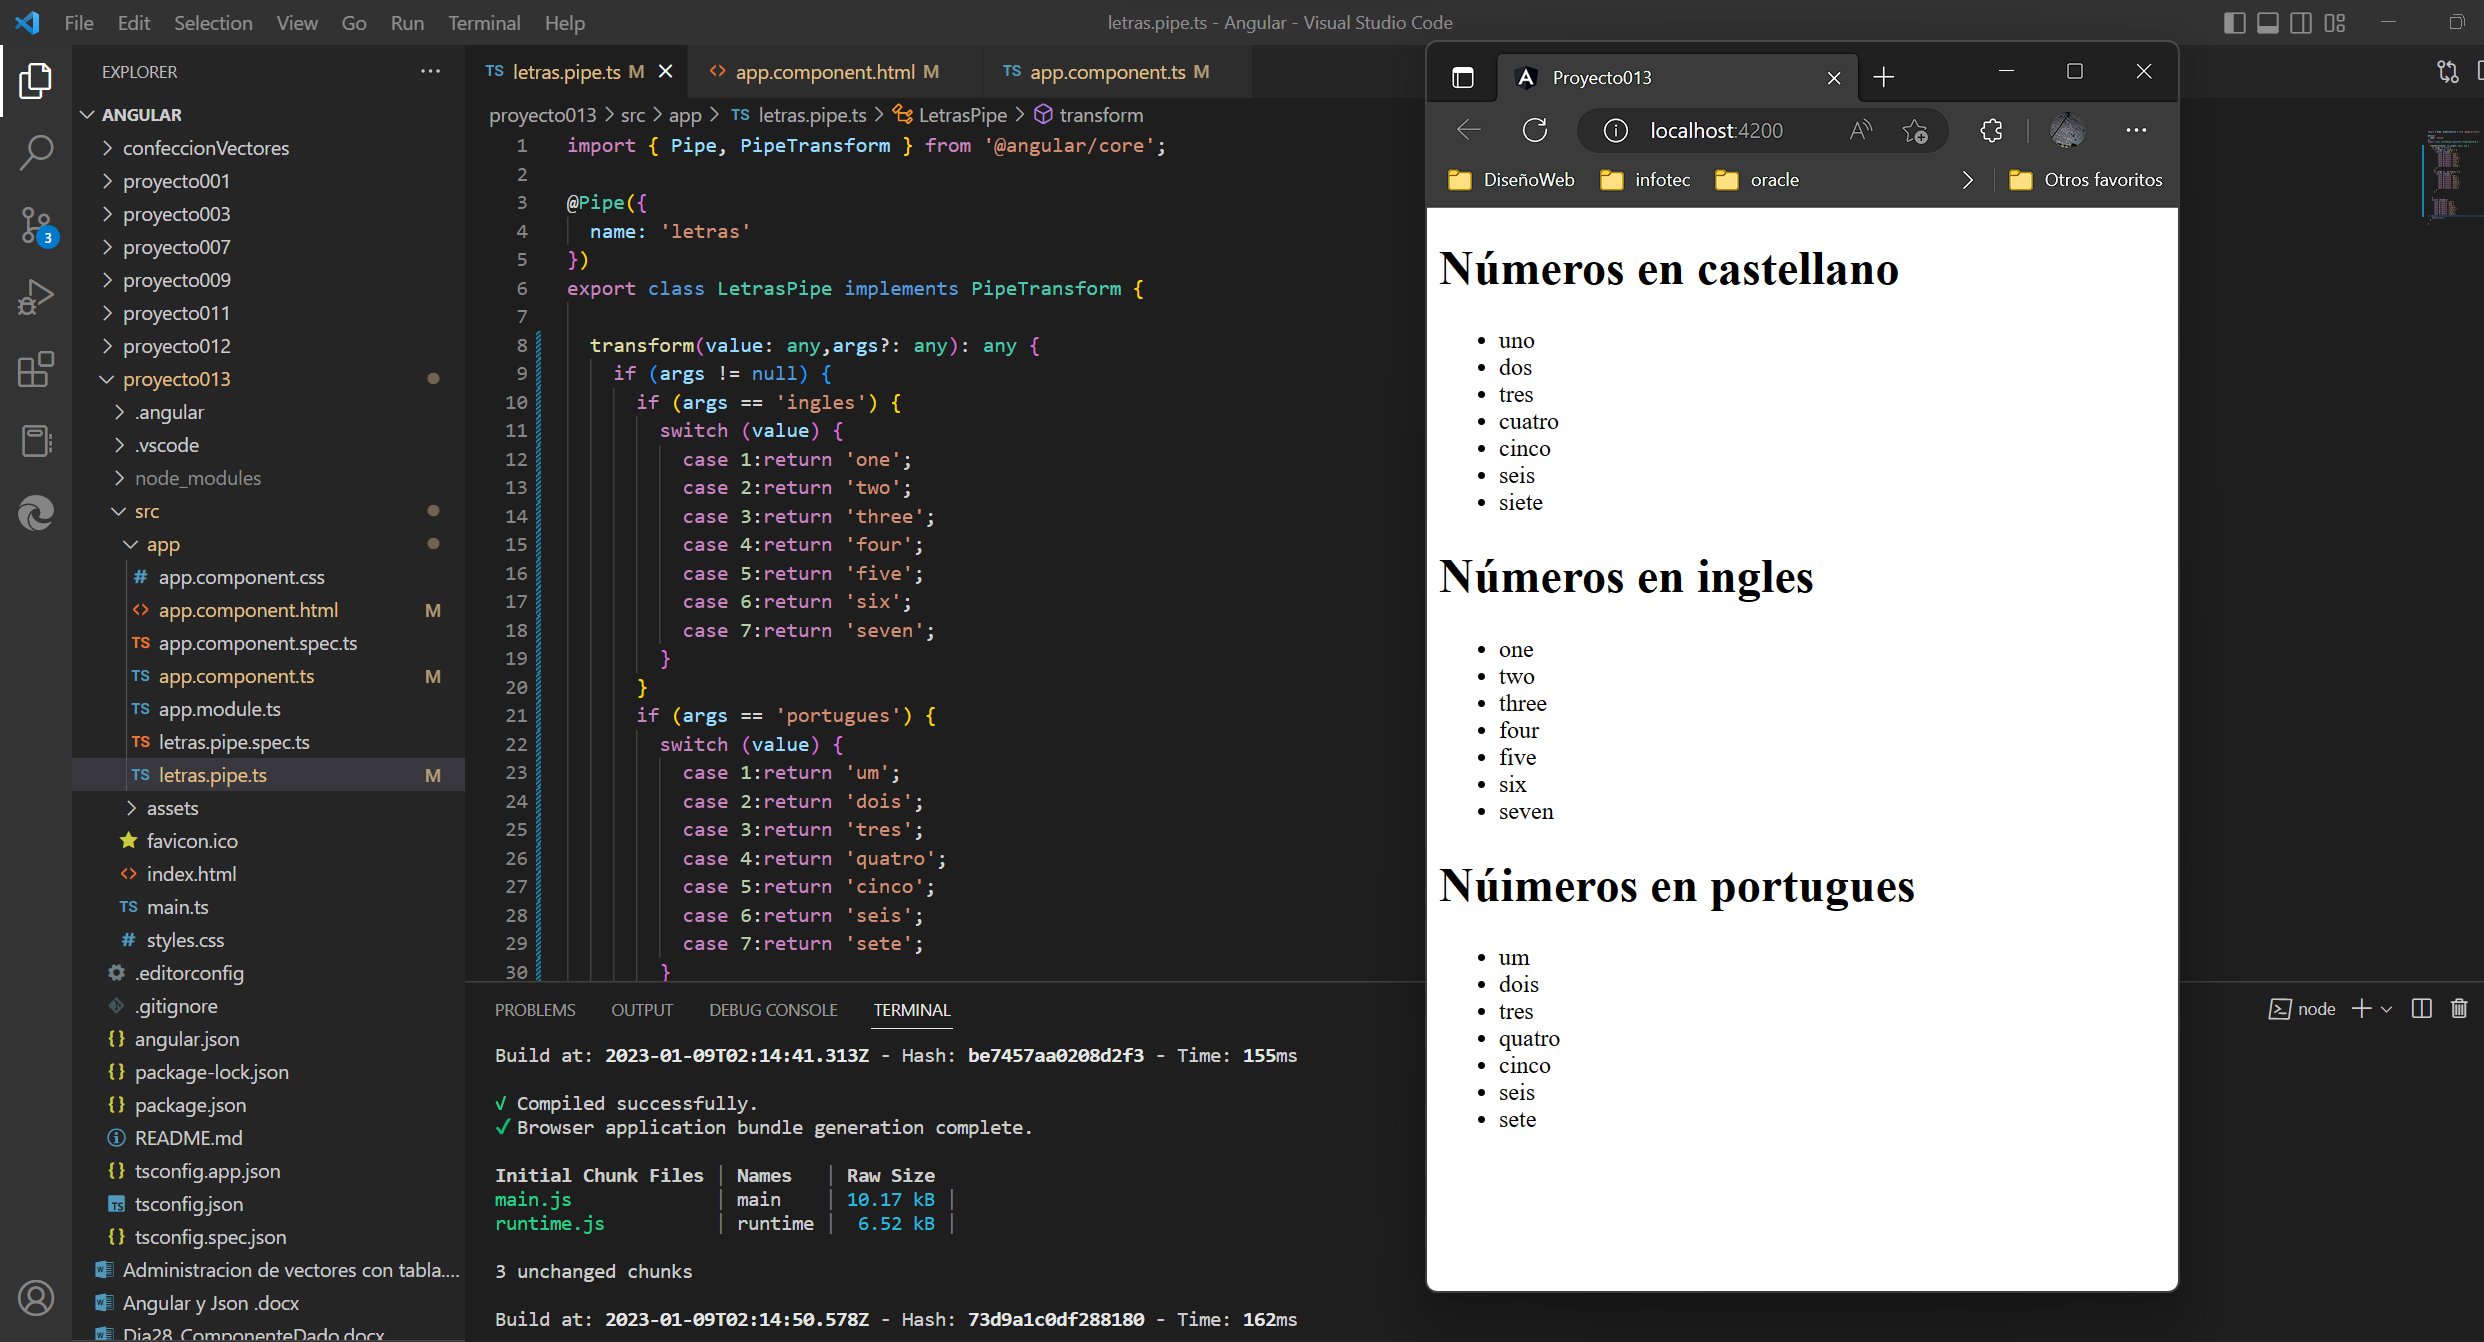 File Edit Selection View Go Run Terminal Help
letras.pipe.ts - Angular - Visual Studio Code
EXPLORER
ANGULAR
confeccionVectores
proyecto001
proyecto003
proyecto007
proyecto009
proyecto011
proyecto012
proyecto013
.angular
.vscode
node_modules
src
app
# app.component.css
<> app.component.html M
TS app.component.spec.ts
TS app.component.ts M
TS app.module.ts
TS letras.pipe.spec.ts
TS letras.pipe.ts M
assets
favicon.ico
<> index.html
TS main.ts
# styles.css
.editorconfig
.gitignore
{} angular.json
{} package-lock.json
{} package.json
README.md
{} tsconfig.app.json
TS tsconfig.json
{} tsconfig.spec.json
Administracion de vectores con tabla....
Angular y Json .docx
Dia28 ComponenteDado.docx
3
TS letras.pipe.ts M
<> app.component.html M
TS app.component.ts M
proyecto013 > src > app > TS letras.pipe.ts > LetrasPipe > transform
1 import { Pipe, PipeTransform } from '@angular/core';
2
3 @Pipe({
4 name: 'letras'
5 })
6 export class LetrasPipe implements PipeTransform {
7
8 transform(value: any,args?: any): any {
9 if (args != null) {
10 if (args == 'ingles') {
11 switch (value) {
12 case 1:return 'one';
13 case 2:return 'two';
14 case 3:return 'three';
15 case 4:return 'four';
16 case 5:return 'five';
17 case 6:return 'six';
18 case 7:return 'seven';
19 }
20 }
21 if (args == 'portugues') {
22 switch (value) {
23 case 1:return 'um';
24 case 2:return 'dois';
25 case 3:return 'tres';
26 case 4:return 'quatro';
27 case 5:return 'cinco';
28 case 6:return 'seis';
29 case 7:return 'sete';
30 }
PROBLEMS OUTPUT DEBUG CONSOLE TERMINAL
node
Build at: 2023-01-09T02:14:41.313Z - Hash: be7457aa0208d2f3 - Time: 155ms
√ Compiled successfully.
✓ Browser application bundle generation complete.
Initial Chunk Files | Names | Raw Size
main.js | main | 10.17 kB |
runtime.js | runtime | 6.52 kB |
3 unchanged chunks
Build at: 2023-01-09T02:14:50.578Z - Hash: 73d9a1c0df288180 - Time: 162ms
Proyecto013
localhost:4200
DiseñoWeb
infotec
oracle
Otros favoritos
Números en castellano
• uno
• dos
• tres
• cuatro
• cinco
• seis
• siete
Números en ingles
• one
• two
• three
• four
• five
• six
• seven
Núimeros en portugues
• um
• dois
• tres
• quatro
• cinco
• seis
• sete